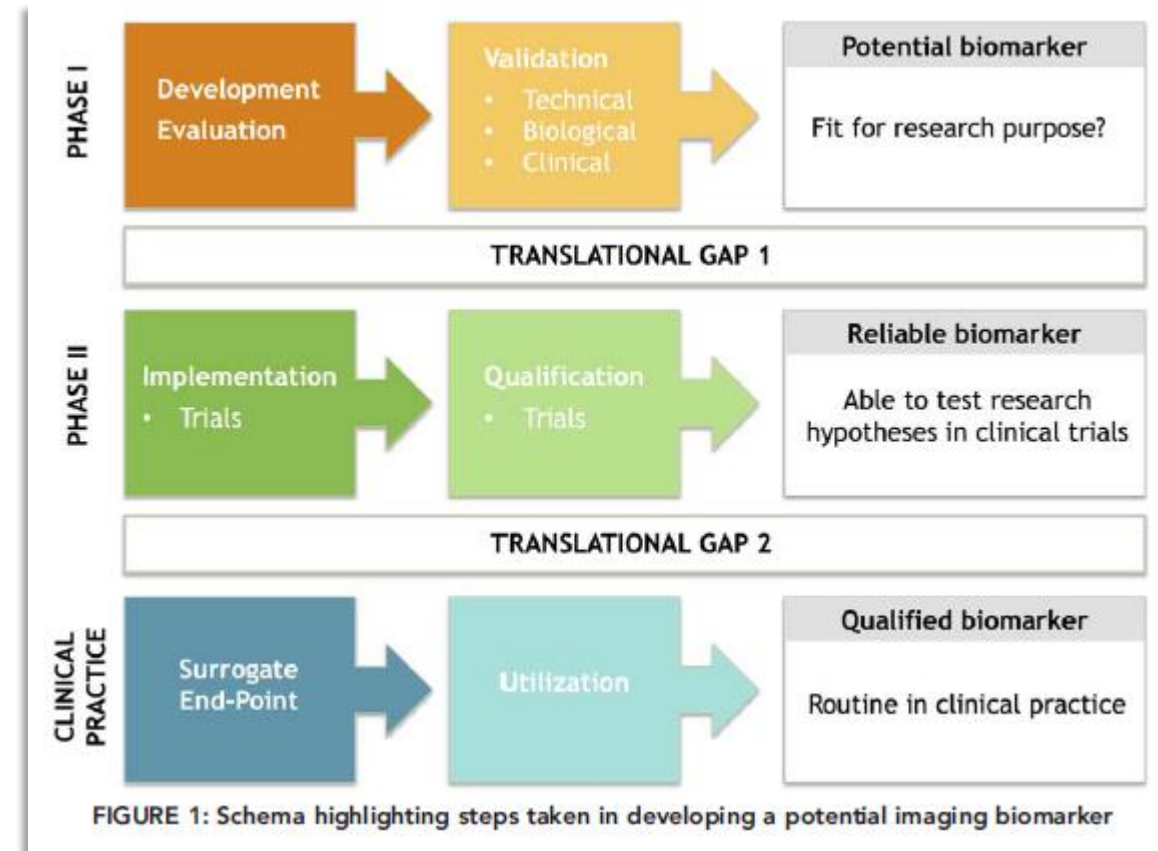 PHASE I
Development
Evaluation
Validation
• Technical
• Biological
• Clinical
Potential biomarker
Fit for research purpose?
TRANSLATIONAL GAP 1
PHASE II
Implementation
• Trials
Qualification
• Trials
Reliable biomarker
Able to test research
hypotheses in clinical trials
TRANSLATIONAL GAP 2
CLINICAL
PRACTICE
Surrogate
End-Point
Utilization
Qualified biomarker
Routine in clinical practice
FIGURE 1: Schema highlighting steps taken in developing a potential imaging biomarker